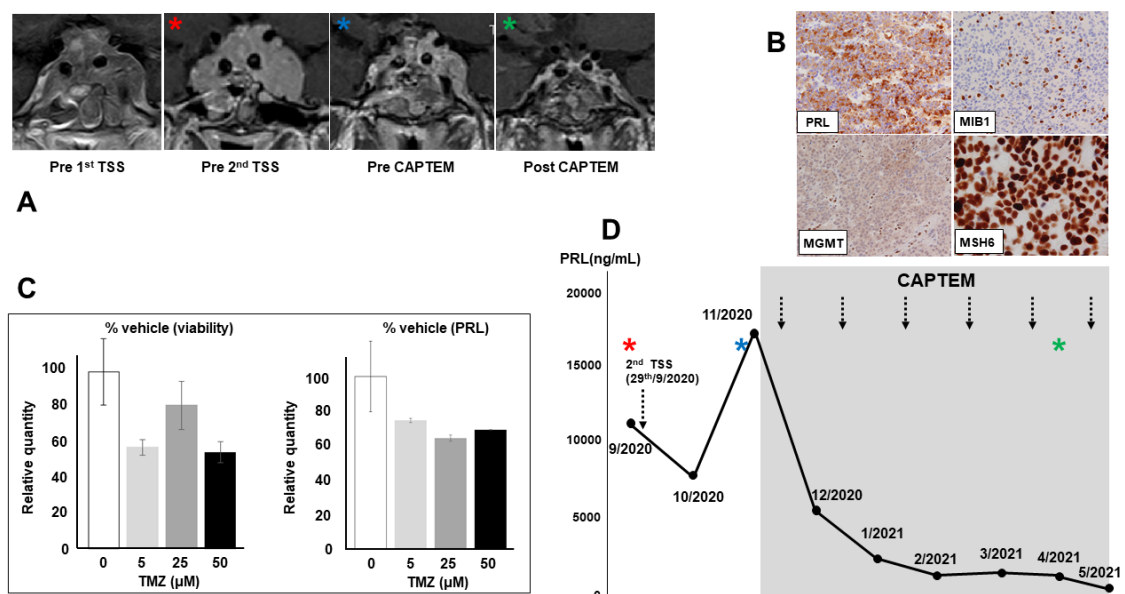 Pre 1st TSS
Pre 2nd TSS
Pre CAPTEM
Post CAPTEM
A
B
PRL
MIB1
MGMT
MSH6
C
% vehicle (viability)
Relative quantity
100
80
60
40
20
0
0 5 25 50
TMZ (µM)
% vehicle (PRL)
Relative quantity
100
80
60
40
20
0
0 5 25 50
TMZ (µM)
D
PRL(ng/mL)
20000
15000
10000
5000
0
CAPTEM
2nd TSS
(29th/9/2020)
9/2020
10/2020
11/2020
12/2020
1/2021
2/2021
3/2021
4/2021
5/2021